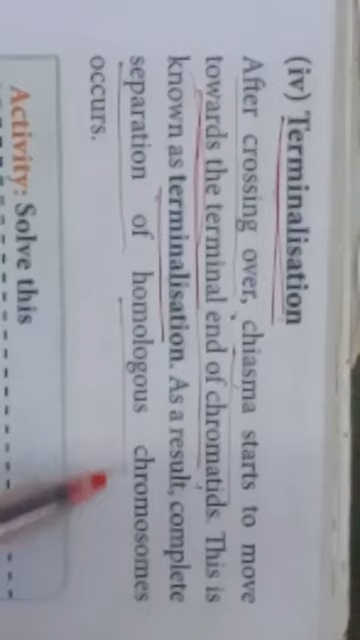 (iv) Terminalisation
After crossing over, chiasma starts to move
towards the terminal end of chromatids. This is
known as terminalisation. As a result, complete
separation of homologous chromosomes
occurs.
Activity: Solve this